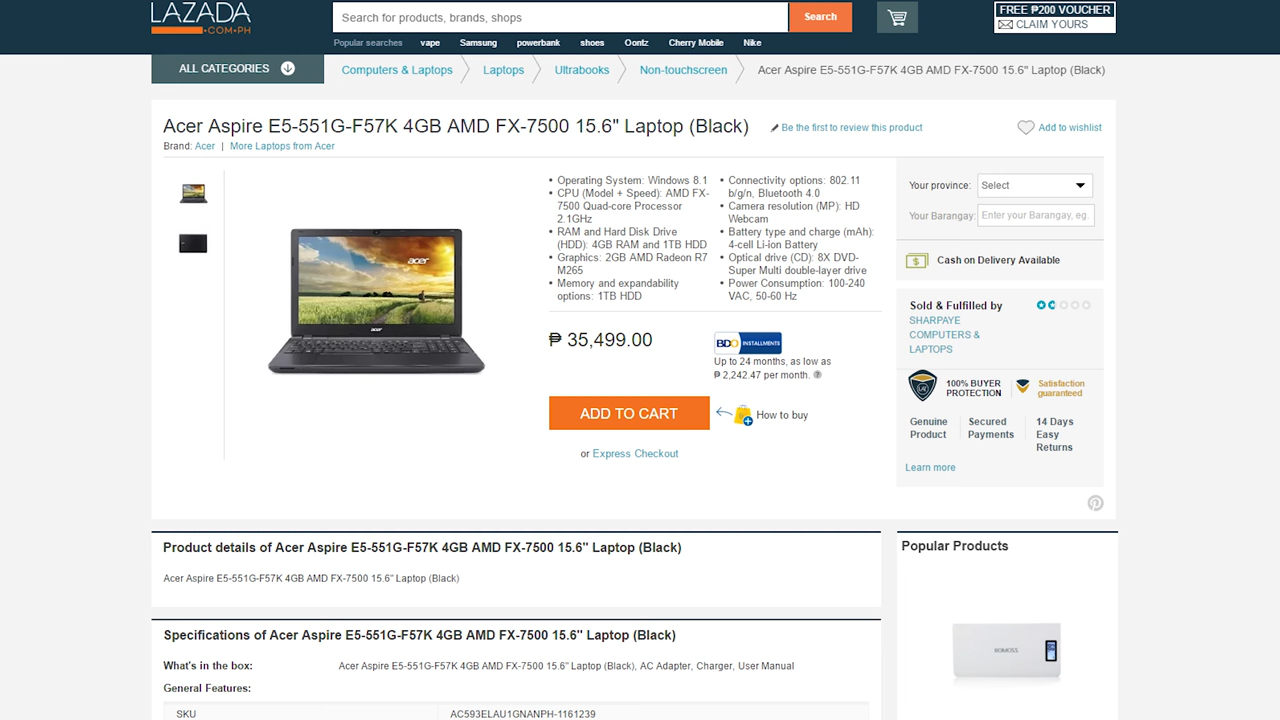 LAZADA
.COM.PH
Search for products, brands, shops
Search
FREE ₱200 VOUCHER
CLAIM YOURS
Popular searches vape Samsung powerbank shoes Oontz Cherry Mobile Nike
ALL CATEGORIES
Computers & Laptops Laptops Ultrabooks Non-touchscreen Acer Aspire E5-551G-F57K 4GB AMD FX-7500 15.6" Laptop (Black)
Acer Aspire E5-551G-F57K 4GB AMD FX-7500 15.6" Laptop (Black)
Be the first to review this product
Add to wishlist
Brand: Acer | More Laptops from Acer
acer
acer
• Operating System: Windows 8.1
• CPU (Model + Speed): AMD FX-
7500 Quad-core Processor
2.1GHz
• RAM and Hard Disk Drive
(HDD): 4GB RAM and 1TB HDD
• Graphics: 2GB AMD Radeon R7
M265
• Memory and expandability
options: 1TB HDD
• Connectivity options: 802.11
b/g/n, Bluetooth 4.0
• Camera resolution (MP): HD
Webcam
• Battery type and charge (mAh):
4-cell Li-ion Battery
• Optical drive (CD): 8X DVD-
Super Multi double-layer drive
• Power Consumption: 100-240
VAC, 50-60 Hz
₱ 35,499.00
BDO INSTALLMENTS
Up to 24 months, as low as
₱ 2,242.47 per month. ?
ADD TO CART
How to buy
or Express Checkout
Your province: Select
Your Barangay: Enter your Barangay, eg.
$ Cash on Delivery Available
Sold & Fulfilled by
SHARPAYE
COMPUTERS &
LAPTOPS
100% BUYER
PROTECTION
Satisfaction
guaranteed
Genuine
Product
Secured
Payments
14 Days
Easy
Returns
Learn more
Product details of Acer Aspire E5-551G-F57K 4GB AMD FX-7500 15.6" Laptop (Black)
Acer Aspire E5-551G-F57K 4GB AMD FX-7500 15.6" Laptop (Black)
Specifications of Acer Aspire E5-551G-F57K 4GB AMD FX-7500 15.6" Laptop (Black)
What's in the box: Acer Aspire E5-551G-F57K 4GB AMD FX-7500 15.6" Laptop (Black), AC Adapter, Charger, User Manual
General Features:
SKU AC593ELAU1GNANPH-1161239
Popular Products
ROMOSS